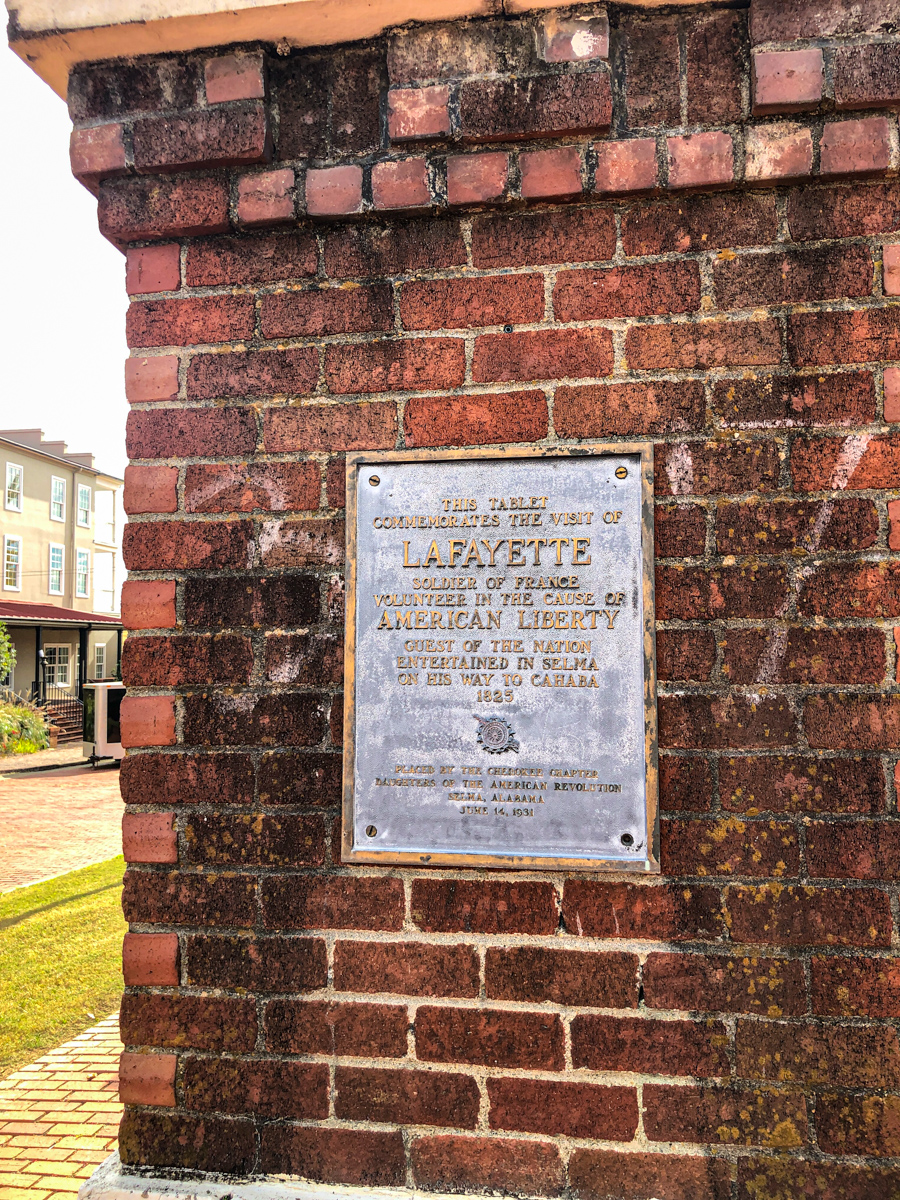 THIS TABLET
COMMEMORATES THE VISIT OF
LAFAYETTE
SOLDIER OF FRANCE
VOLUNTEER IN THE CAUSE OF
AMERICAN LIBERTY
GUEST OF THE NATION
ENTERTAINED IN SELMA
ON HIS WAY TO CAHABA
1825
PLACED BY THE CHEROKEE CHAPTER
DAUGHTERS OF THE AMERICAN REVOLUTION
SELMA, ALABAMA
JUNE 14, 1931